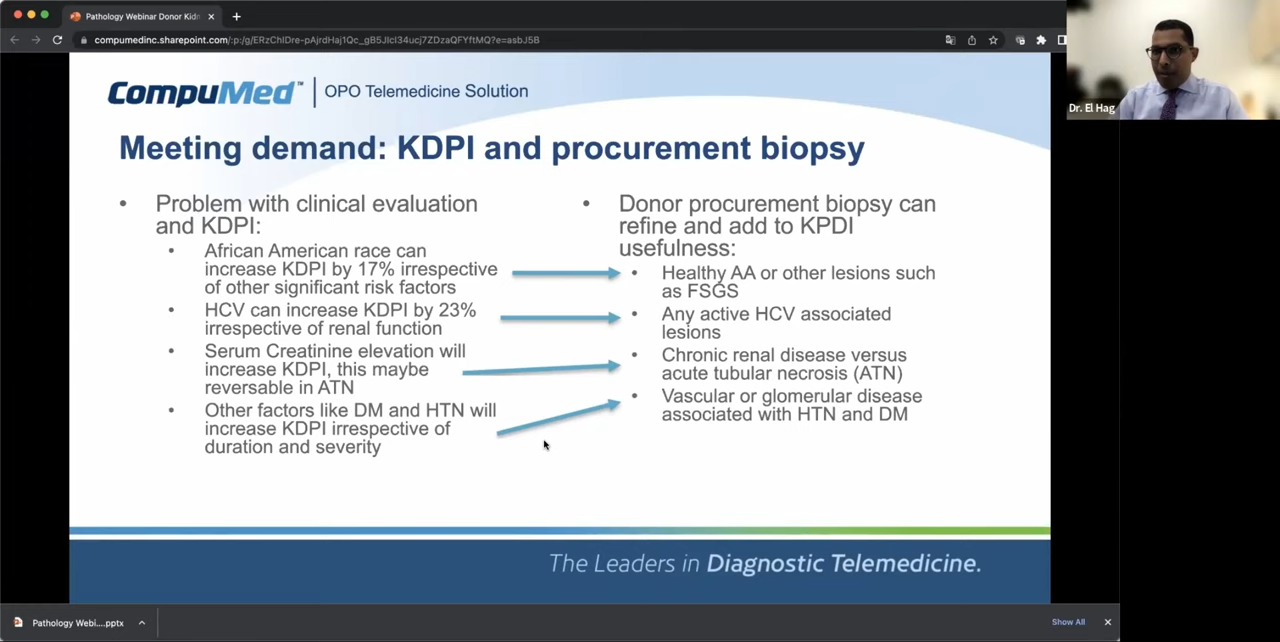 Pathology Webinar Donor Kidn
compumedinc.sharepoint.com/:p:/g/ERzChIDre-pAjrdHaj1Qc_gB5JIcI34ucj7ZDzaQFYftMQ?e=asbJ5B
Dr. El Hag
CompuMed™
OPO Telemedicine Solution
Meeting demand: KDPI and procurement biopsy
• Problem with clinical evaluation
and KDPI:
• African American race can
increase KDPI by 17% irrespective
of other significant risk factors
• HCV can increase KDPI by 23%
irrespective of renal function
• Serum Creatinine elevation will
increase KDPI, this maybe
reversable in ATN
• Other factors like DM and HTN will
increase KDPI irrespective of
duration and severity
• Donor procurement biopsy can
refine and add to KPDI
usefulness:
• Healthy AA or other lesions such
as FSGS
• Any active HCV associated
lesions
• Chronic renal disease versus
acute tubular necrosis (ATN)
• Vascular or glomerular disease
associated with HTN and DM
The Leaders in Diagnostic Telemedicine.
Pathology Webi....pptx
Show All